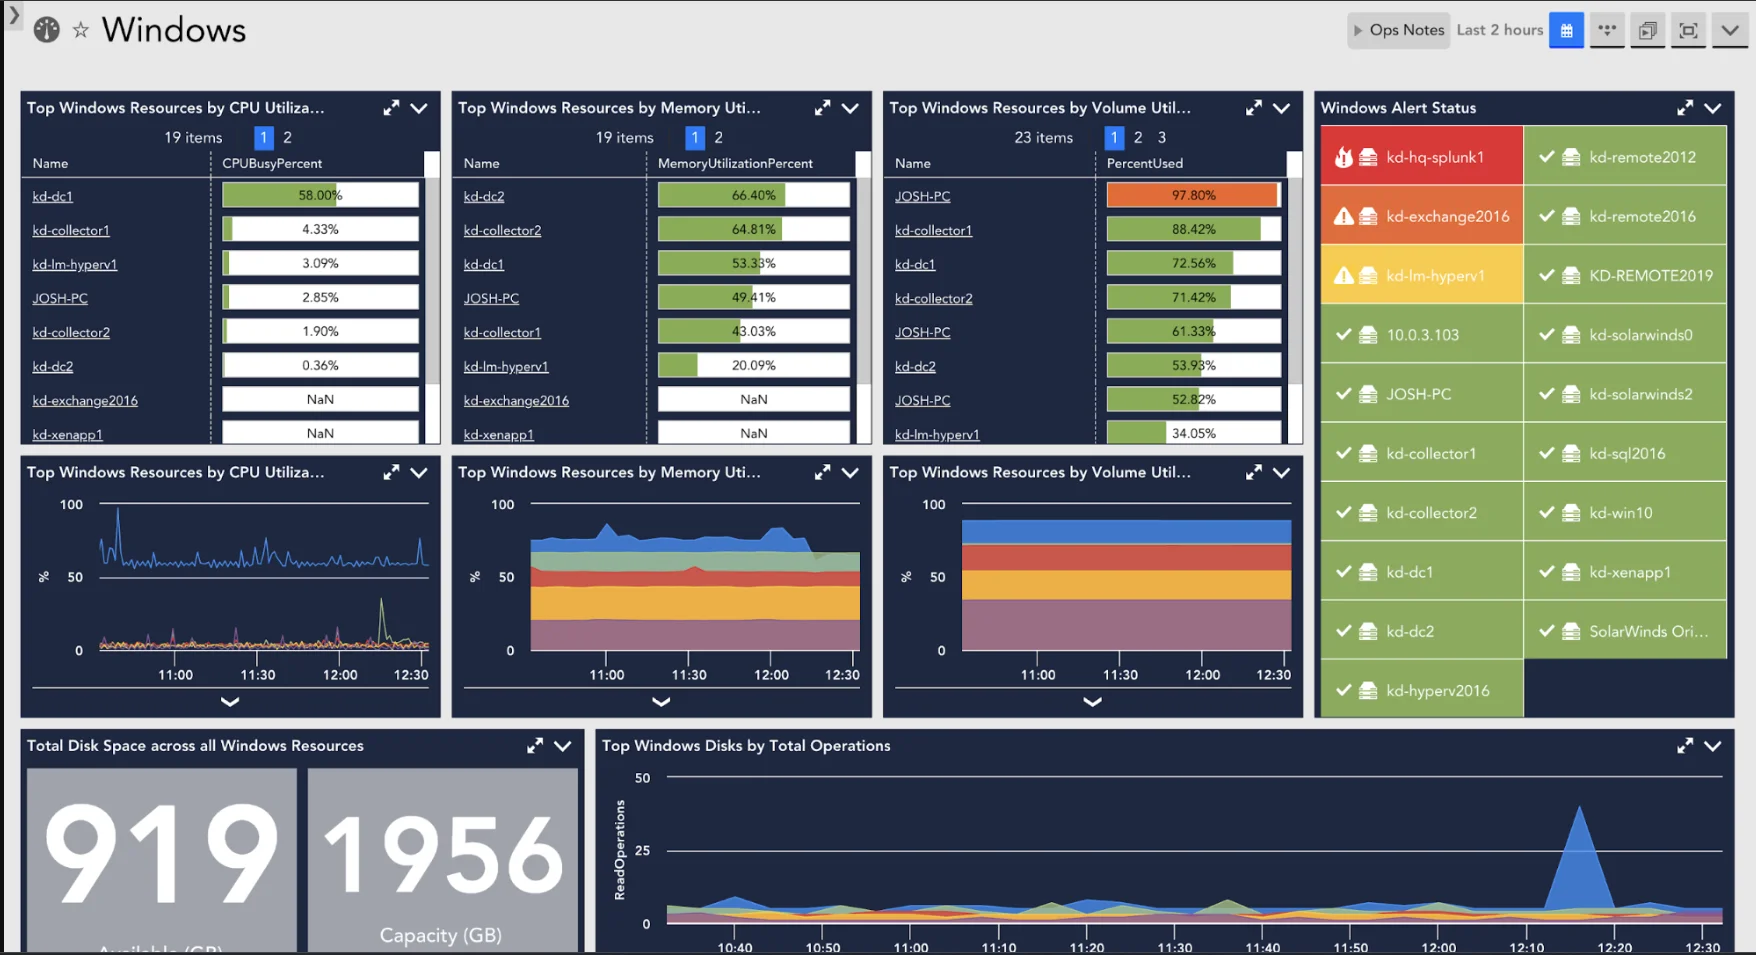 Windows
Ops Notes Last 2 hours
Top Windows Resources by CPU Utiliza...
19 items 1 2
Name CPUBusyPercent
kd-dc1 58.00%
kd-collector1 4.33%
kd-lm-hyperv1 3.09%
JOSH-PC 2.85%
kd-collector2 1.90%
kd-dc2 0.36%
kd-exchange2016 NaN
kd-xenapp1 NaN
Top Windows Resources by Memory Uti...
19 items 1 2
Name MemoryUtilizationPercent
kd-dc2 66.40%
kd-collector2 64.81%
kd-dc1 53.33%
JOSH-PC 49.41%
kd-collector1 43.03%
kd-lm-hyperv1 20.09%
kd-exchange2016 NaN
kd-xenapp1 NaN
Top Windows Resources by Volume Util...
23 items 1 2 3
Name PercentUsed
JOSH-PC 97.80%
kd-collector1 88.42%
kd-dc1 72.56%
kd-collector2 71.42%
JOSH-PC 61.33%
kd-dc2 53.93%
JOSH-PC 52.82%
kd-lm-hyperv1 34.05%
Windows Alert Status
kd-hq-splunk1 kd-remote2012
kd-exchange2016 kd-remote2016
kd-lm-hyperv1 KD-REMOTE2019
10.0.3.103 kd-solarwinds0
JOSH-PC kd-solarwinds2
kd-collector1 kd-sql2016
kd-collector2 kd-win10
kd-dc1 kd-xenapp1
kd-dc2 SolarWinds Ori...
kd-hyperv2016
Top Windows Resources by CPU Utiliza...
100
% 50
0
11:00 11:30 12:00 12:30
Top Windows Resources by Memory Uti...
100
% 50
0
11:00 11:30 12:00 12:30
Top Windows Resources by Volume Util...
100
% 50
0
11:00 11:30 12:00 12:30
Total Disk Space across all Windows Resources
919 1956
Available (GB) Capacity (GB)
Top Windows Disks by Total Operations
50
ReadOperations
25
0
10:40 10:50 11:00 11:10 11:20 11:30 11:40 11:50 12:00 12:10 12:20 12:30